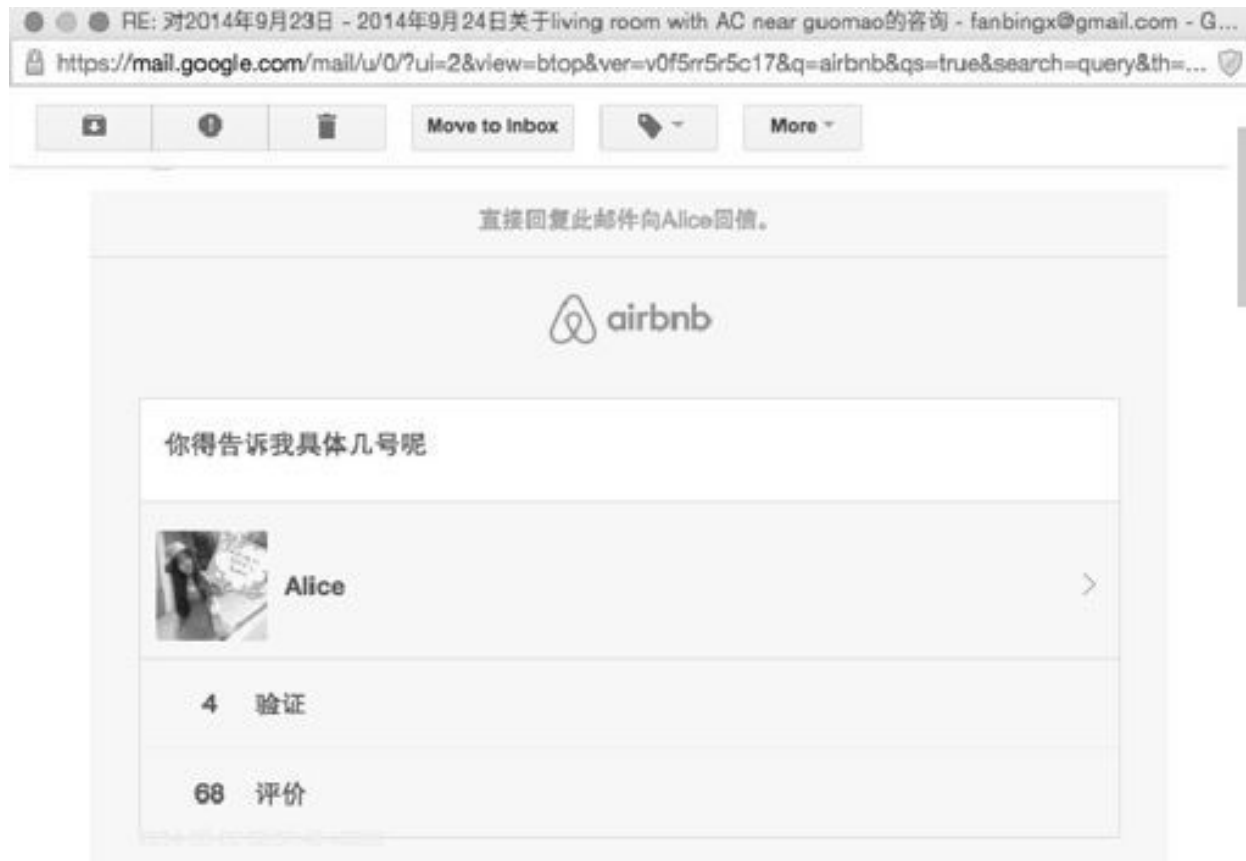 RE: 对2014年9月23日 - 2014年9月24日关于living room with AC near guomao的咨询 - fanbingx@gmail.com - G...
https://mail.google.com/mail/u/0/?ui=2&view=btop&ver=v0f5rr5r5c17&q=airbnb&qs=true&search=query&th=...
Move to Inbox More
直接回复此邮件向Alice回信。
airbnb
你得告诉我具体几号呢
Alice
4 验证
68 评价